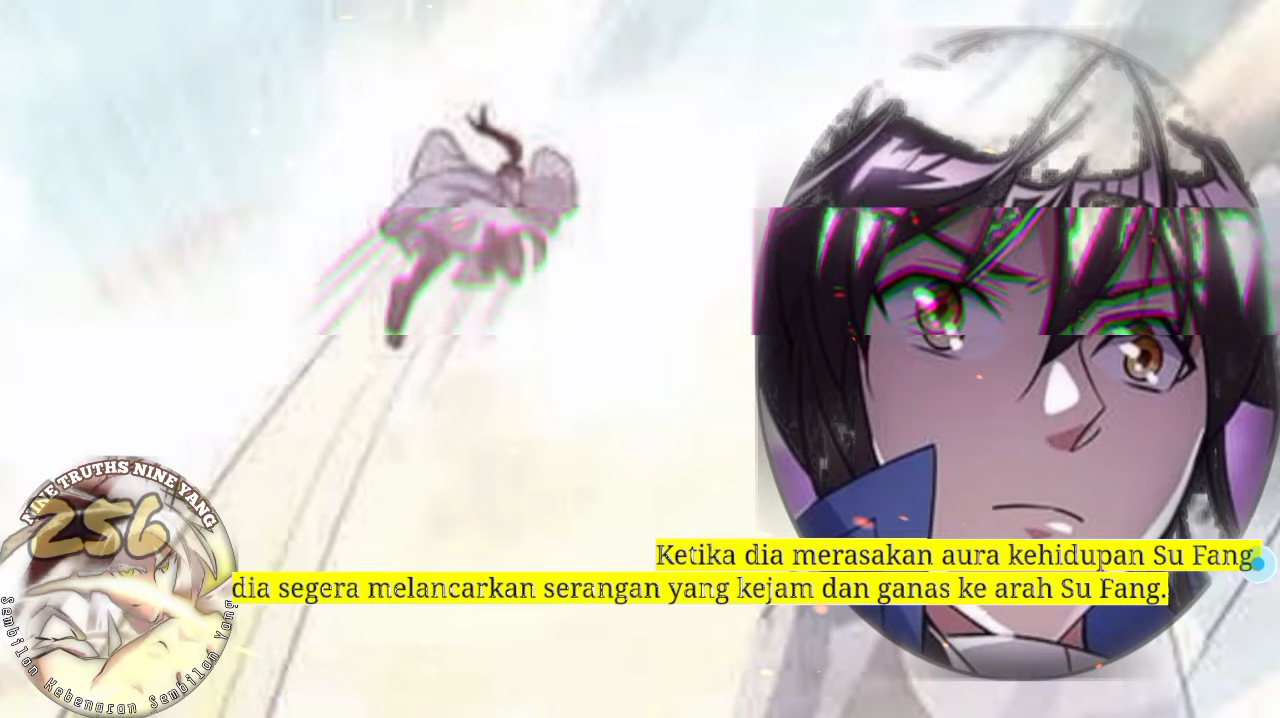 NINE TRUTHS NINE YANG
256
Sembilan Kebenaran Sembilan Yang
Ketika dia merasakan aura kehidupan Su Fang
dia segera melancarkan serangan yang kejam dan ganas ke arah Su Fang.